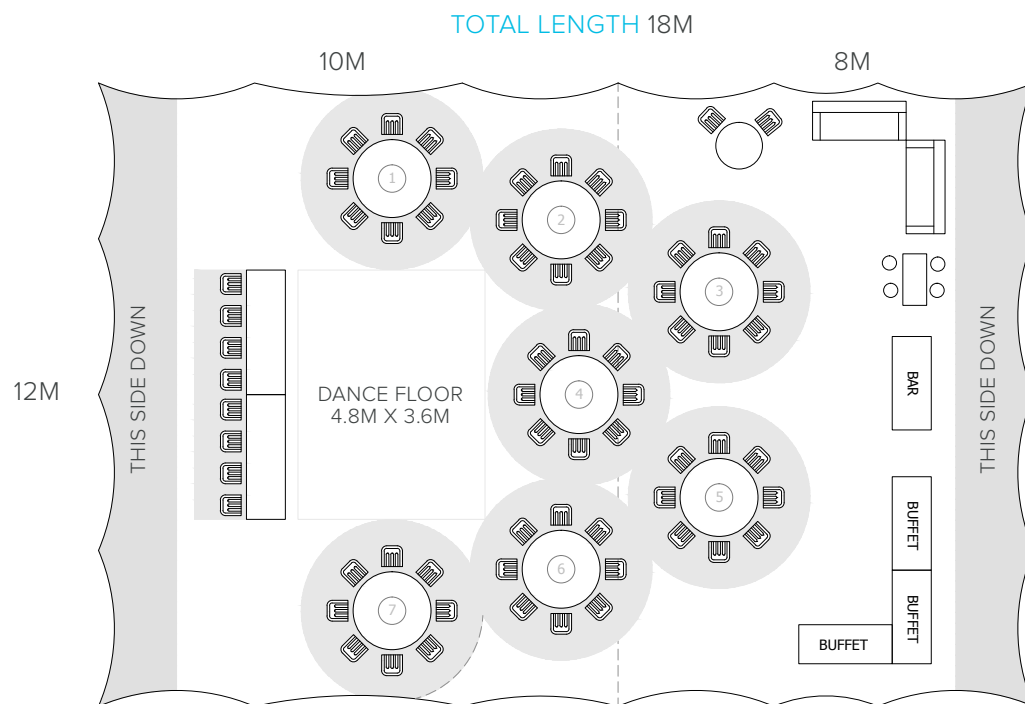 TOTAL LENGTH 18M
10M
8M
1
2
3
4
5
6
7
12M
THIS SIDE DOWN
DANCE FLOOR
4.8M X 3.6M
BAR
BUFFET
BUFFET
BUFFET
THIS SIDE DOWN